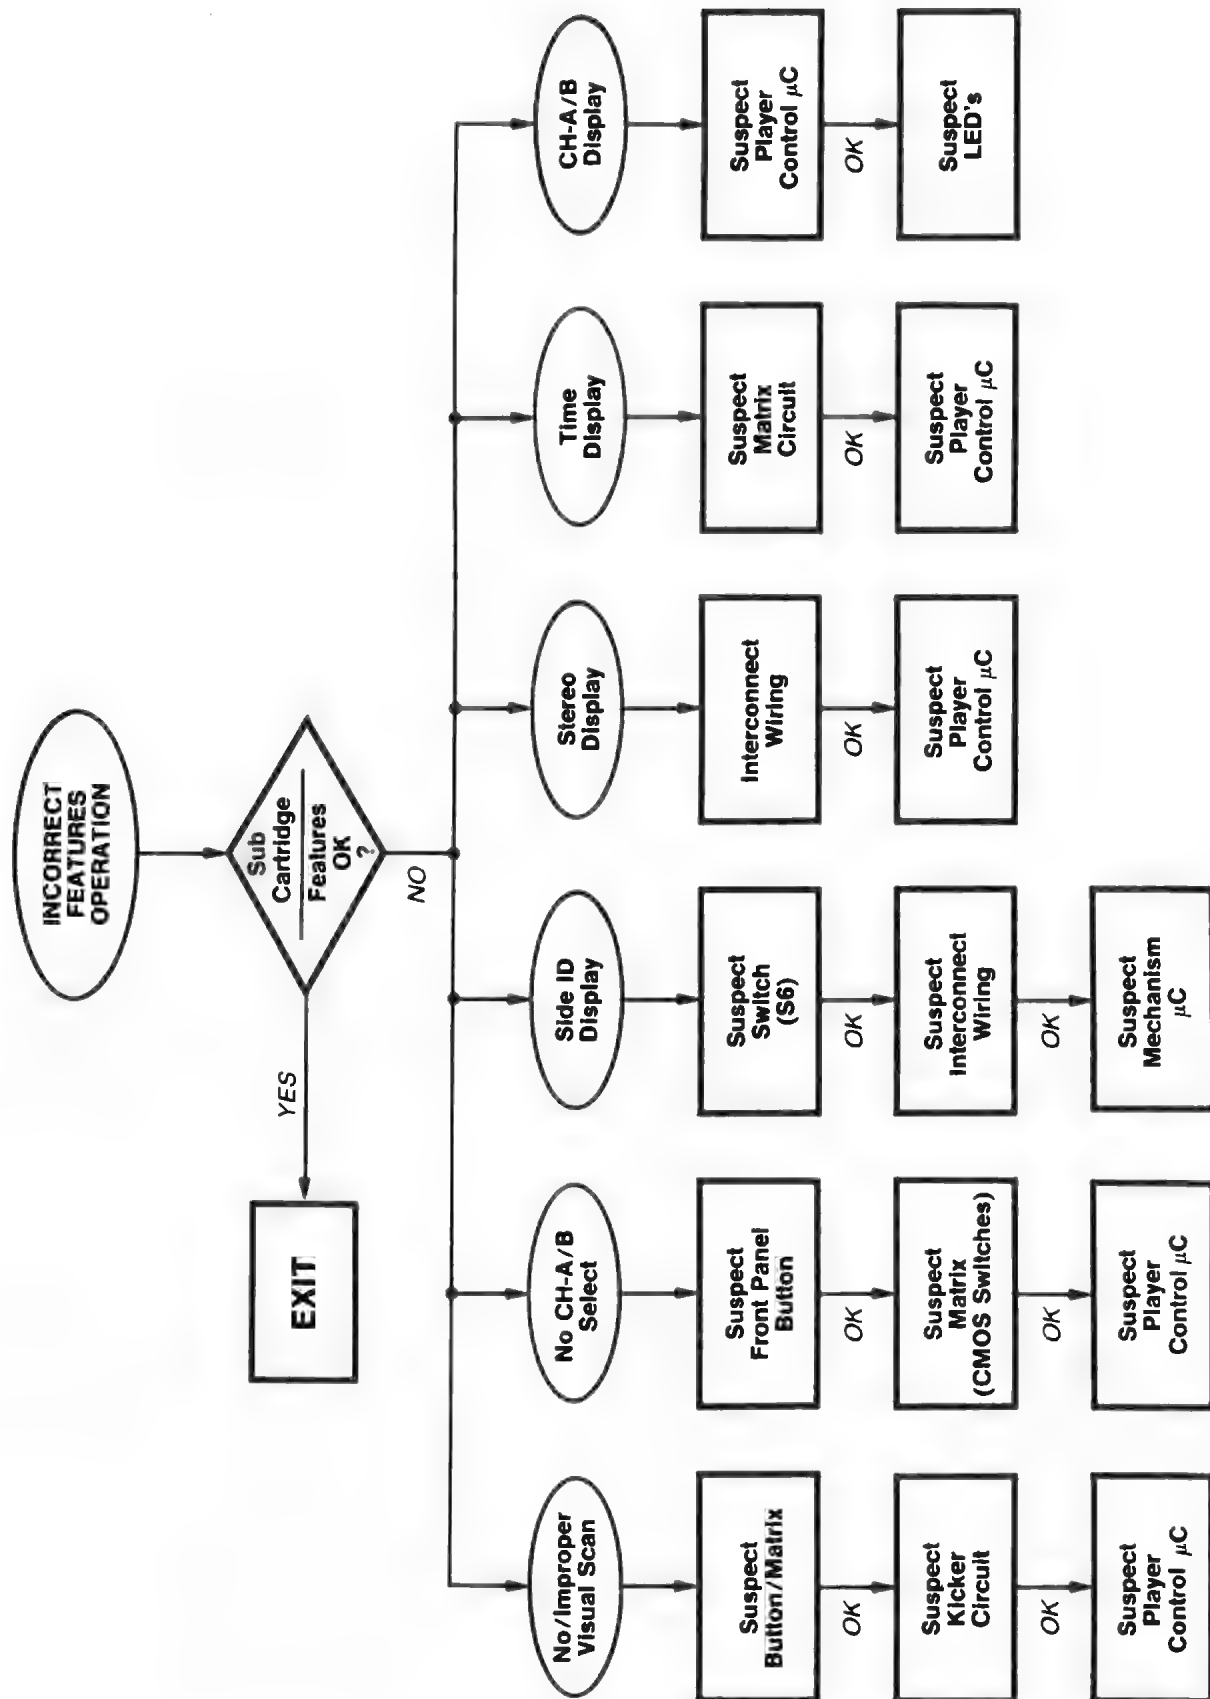 INCORRECT
FEATURES
OPERATION
Sub
Cartridge
Features
OK
?
YES
NO
EXIT
No/Improper
Visual Scan
Suspect
Button/Matrix
OK
Suspect
Kicker
Circuit
OK
Suspect
Player
Control μC
No CH-A/B
Select
Suspect
Front Panel
Button
OK
Suspect
Matrix
(CMOS Switches)
OK
Suspect
Player
Control μC
Side ID
Display
Suspect
Switch
(S6)
OK
Suspect
Interconnect
Wiring
OK
Suspect
Mechanism
μC
Stereo
Display
Interconnect
Wiring
OK
Suspect
Player
Control μC
Time
Display
Suspect
Matrix
Circuit
OK
Suspect
Player
Control μC
CH-A/B
Display
Suspect
Player
Control μC
OK
Suspect
LED's